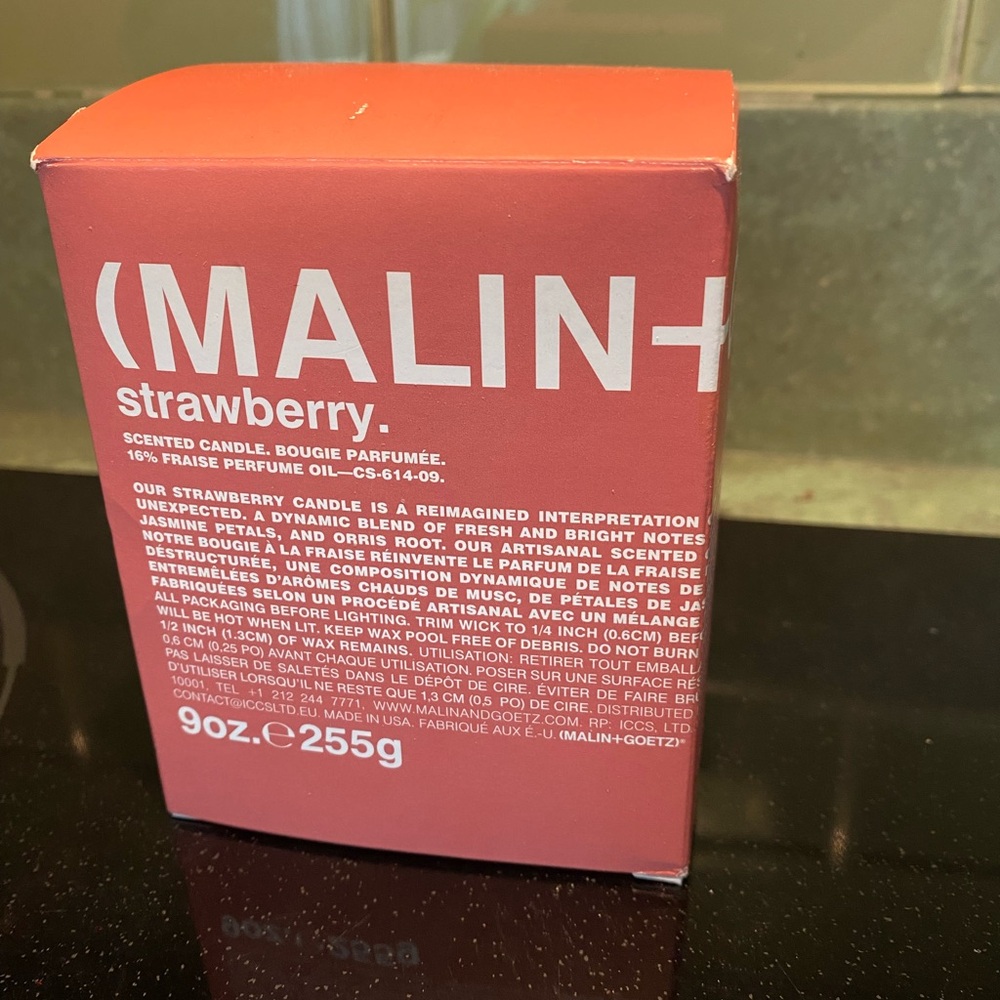 (MALIN+
strawberry.
SCENTED CANDLE. BOUGIE PARFUMÉE.
16% FRAISE PERFUME OIL—CS-614-09.
OUR STRAWBERRY CANDLE IS A REIMAGINED INTERPRETATION
UNEXPECTED. A DYNAMIC BLEND OF FRESH AND BRIGHT NOTES
JASMINE PETALS, AND ORRIS ROOT. OUR ARTISANAL SCENTED
NOTRE BOUGIE À LA FRAISE RÉINVENTE LE PARFUM DE LA FRAISE
DÉSTRUCTURÉE, UNE COMPOSITION DYNAMIQUE DE NOTES DE
ENTREMÊLÉES D'ARÔMES CHAUDS DE MUSC, DE PÉTALES DE JAS
FABRIQUÉES SELON UN PROCÉDÉ ARTISANAL AVEC UN MÉLANGE
ALL PACKAGING BEFORE LIGHTING. TRIM WICK TO 1/4 INCH (0.6CM) BEF
WILL BE HOT WHEN LIT. KEEP WAX POOL FREE OF DEBRIS. DO NOT BURN
1/2 INCH (1.3CM) OF WAX REMAINS. UTILISATION: RETIRER TOUT EMBALLA
0,6 CM (0,25 PO) AVANT CHAQUE UTILISATION. POSER SUR UNE SURFACE RÉS
PAS LAISSER DE SALETÉS DANS LE DÉPÔT DE CIRE. ÉVITER DE FAIRE BRÛ
D'UTILISER LORSQU'IL NE RESTE QUE 1,3 CM (0,5 PO) DE CIRE. DISTRIBUTED
10001, TEL +1 212 244 7771, WWW.MALINANDGOETZ.COM. RP: ICCS, LTD.
CONTACT@ICCSLTD.EU. MADE IN USA. FABRIQUÉ AUX É.-U. (MALIN+GOETZ)®
9oz. ℮ 255g